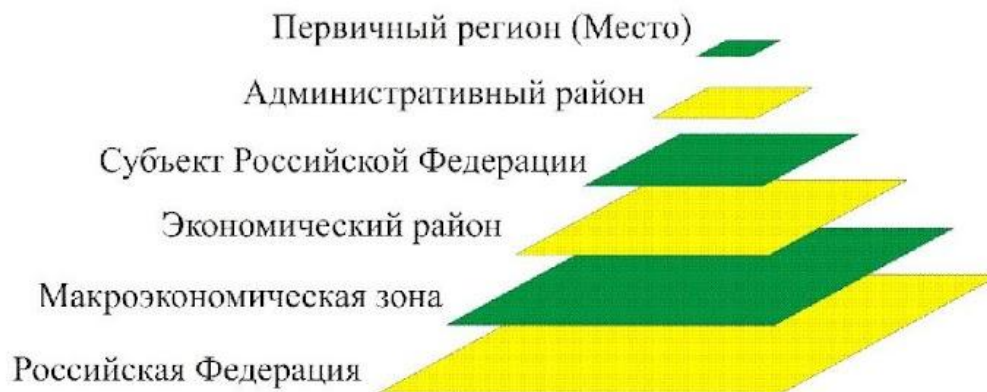 Первичный регион (Место)
Административный район
Субъект Российской Федерации
Экономический район
Макроэкономическая зона
Российская Федерация